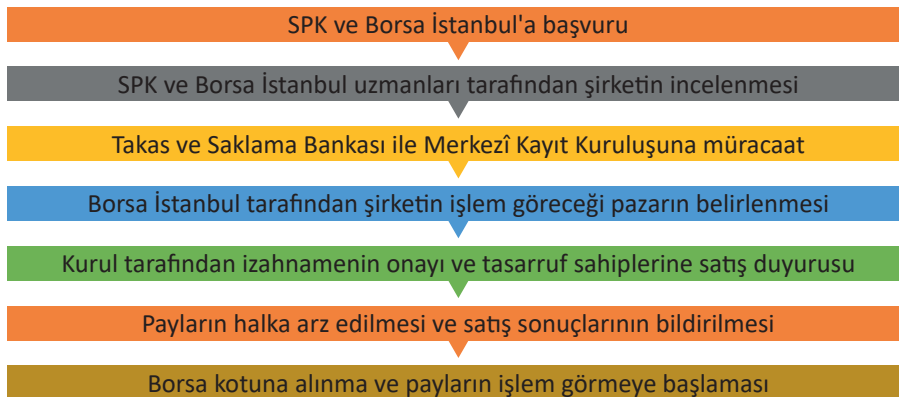 SPK ve Borsa İstanbul'a başvuru
SPK ve Borsa İstanbul uzmanları tarafından şirketin incelenmesi
Takas ve Saklama Bankası ile Merkezî Kayıt Kuruluşuna müracaat
Borsa İstanbul tarafından şirketin işlem göreceği pazarın belirlenmesi
Kurul tarafından izahnamenin onayı ve tasarruf sahiplerine satış duyurusu
Payların halka arz edilmesi ve satış sonuçlarının bildirilmesi
Borsa kotuna alınma ve payların işlem görmeye başlaması